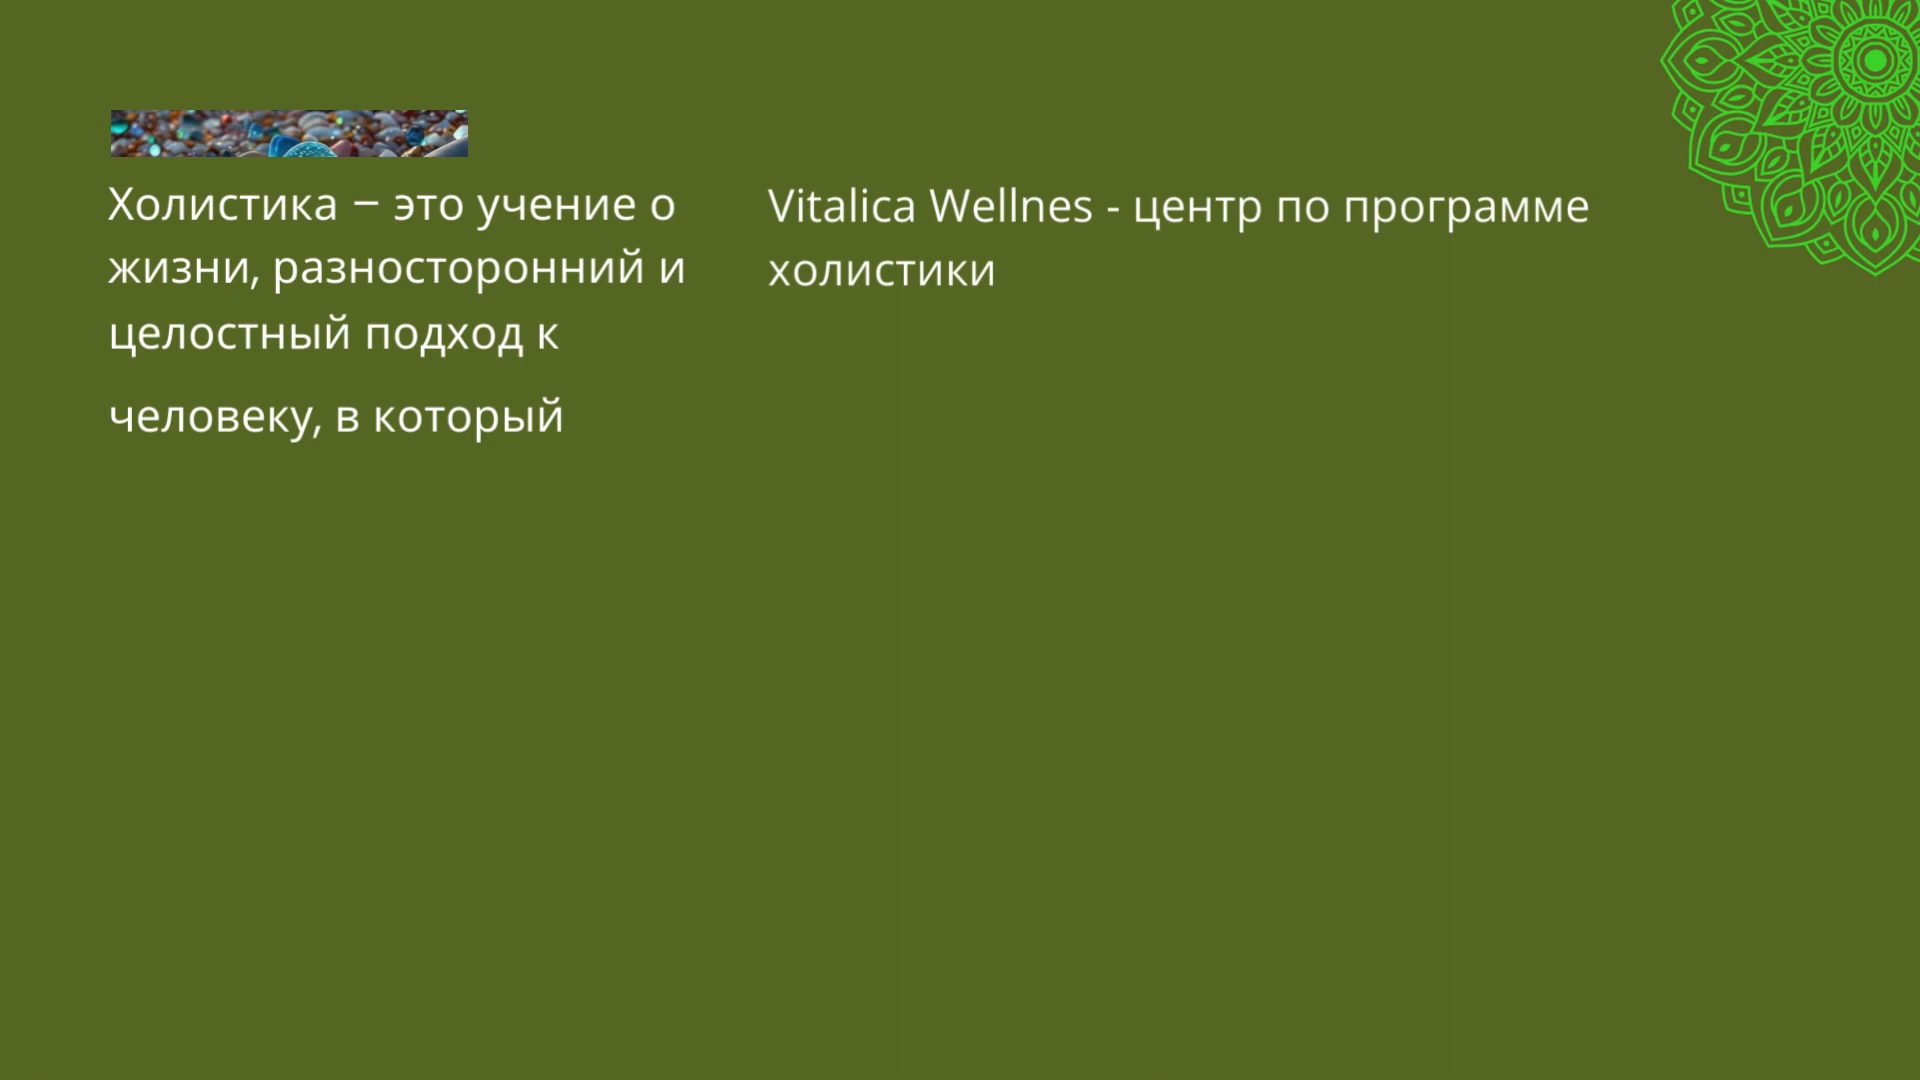 Холистика – это учение о
жизни, разносторонний и
целостный подход к
человеку, в который
Vitalica Wellnes - центр по программе
холистики